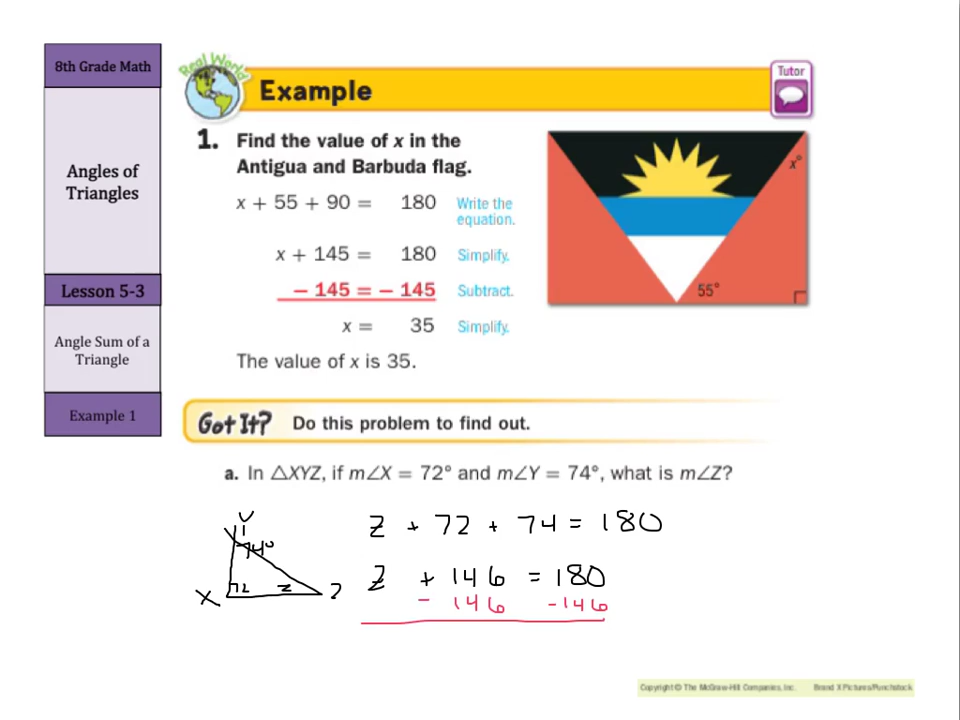 8th Grade Math
Angles of
Triangles
Lesson 5-3
Angle Sum of a
Triangle
Example 1
Real World
Example
Tutor
1. Find the value of x in the
Antigua and Barbuda flag.
x + 55 + 90 = 180 Write the
equation.
x + 145 = 180 Simplify.
− 145 = − 145 Subtract.
x = 35 Simplify.
The value of x is 35.
x°
55°
Got It? Do this problem to find out.
a. In △XYZ, if m∠X = 72° and m∠Y = 74°, what is m∠Z?
Z + 72 + 74 = 180
Y
74°
Z + 146 = 180
X 72 z Z
- 146 -146
Copyright © The McGraw-Hill Companies, Inc. Brand X Pictures/Punchstock